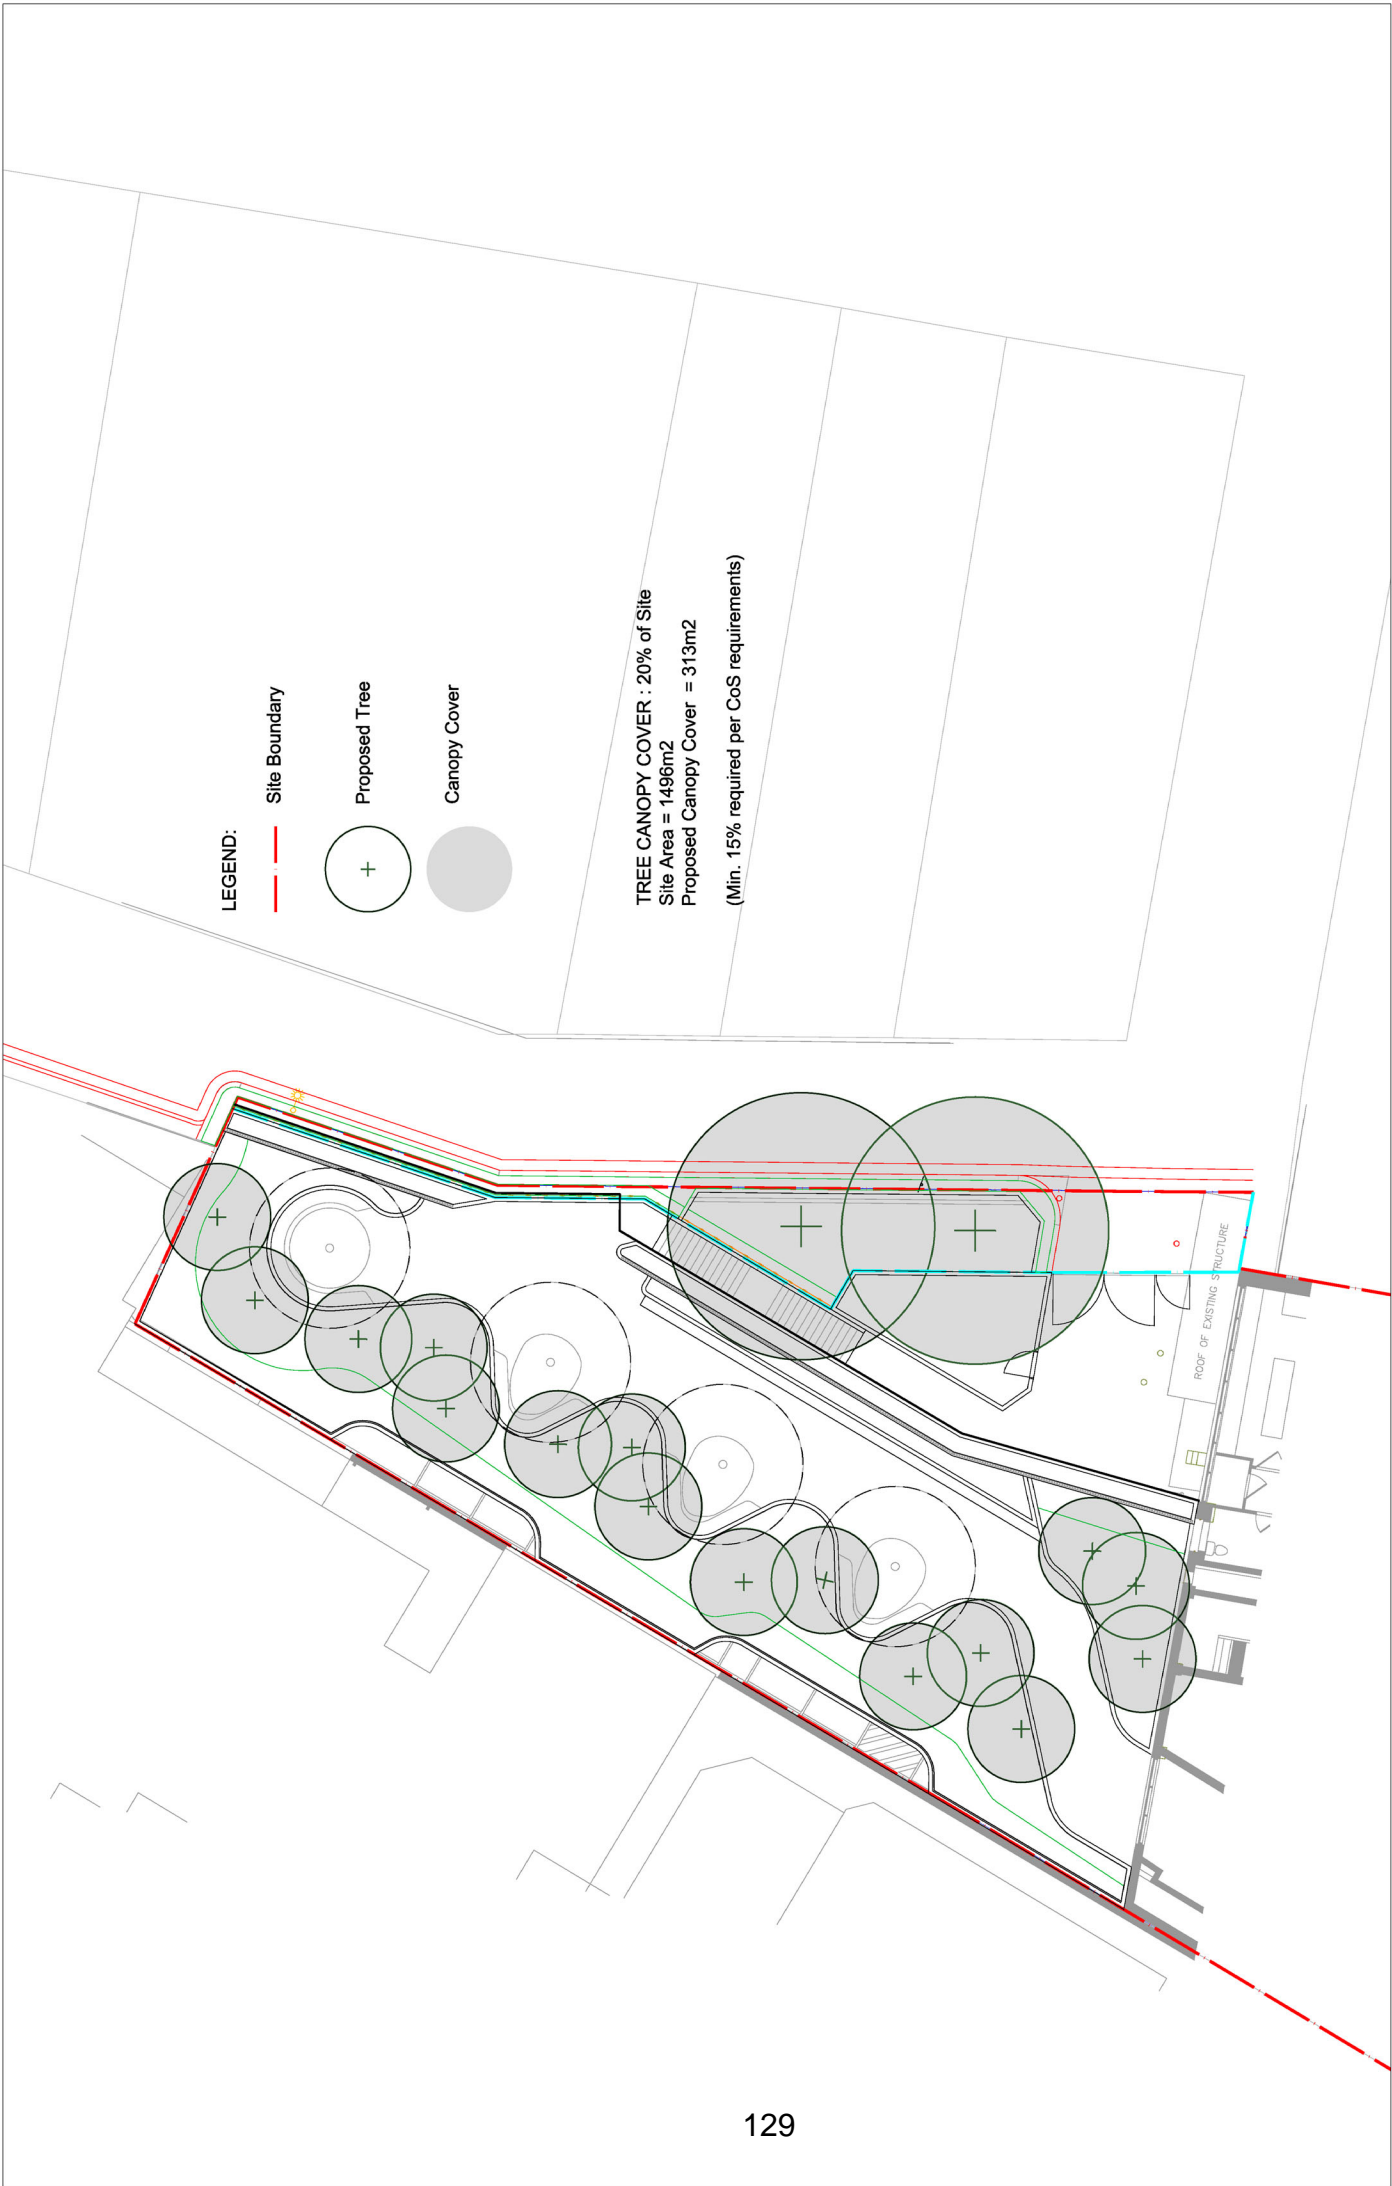 LEGEND:
Site Boundary
Proposed Tree
Canopy Cover
TREE CANOPY COVER : 20% of Site
Site Area = 1496m2
Proposed Canopy Cover = 313m2
(Min. 15% required per CoS requirements)
ROOF OF EXISTING STRUCTURE
129